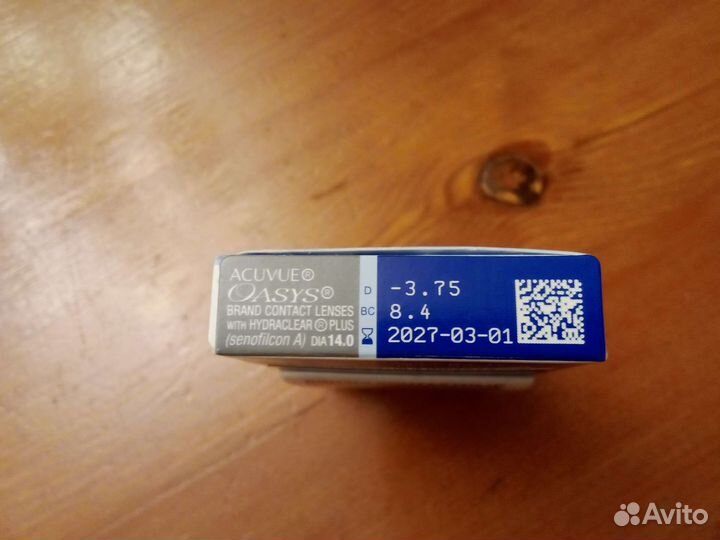 ACUVUE®
OASYS®
BRAND CONTACT LENSES
WITH HYDRACLEAR® PLUS
(senofilcon A) DIA 14.0
D -3.75
BC 8.4
2027-03-01
Avito